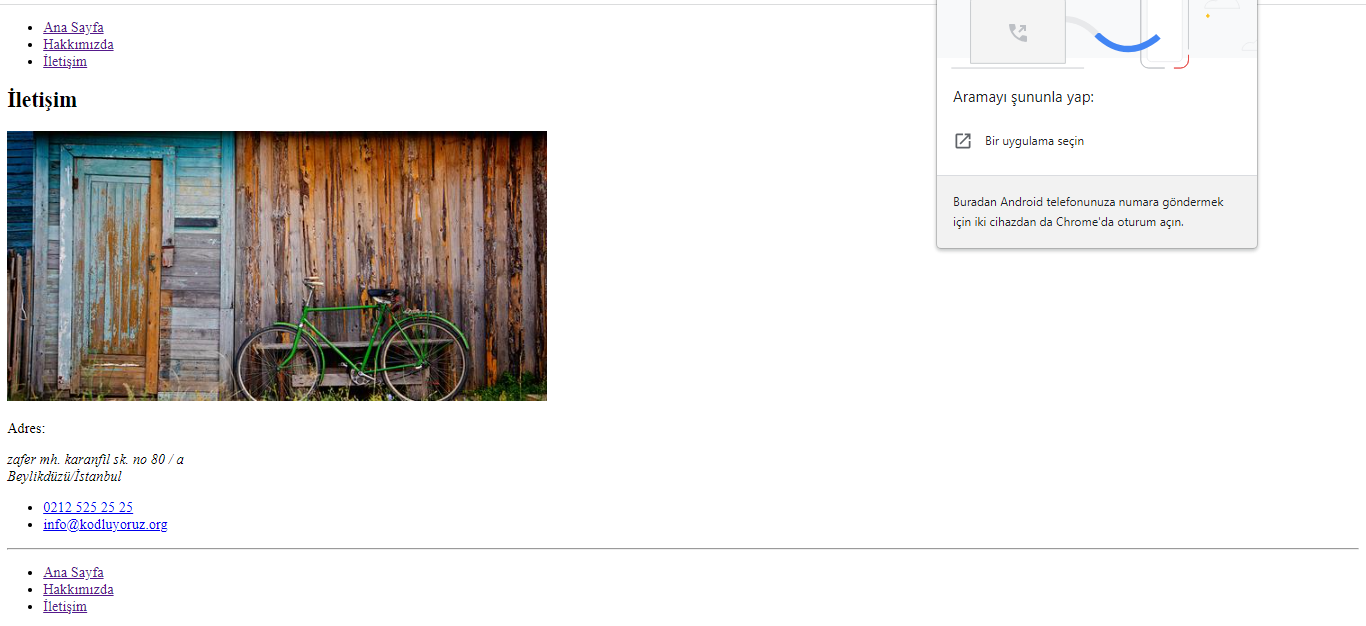 Ana Sayfa
Hakkımızda
İletişim
İletişim
Adres:
zafer mh. karanfil sk. no 80 / a
Beylikdüzü/İstanbul
0212 525 25 25
info@kodluyoruz.org
Ana Sayfa
Hakkımızda
İletişim
Aramayı şununla yap:
Bir uygulama seçin
Buradan Android telefonunuza numara göndermek
için iki cihazdan da Chrome'da oturum açın.